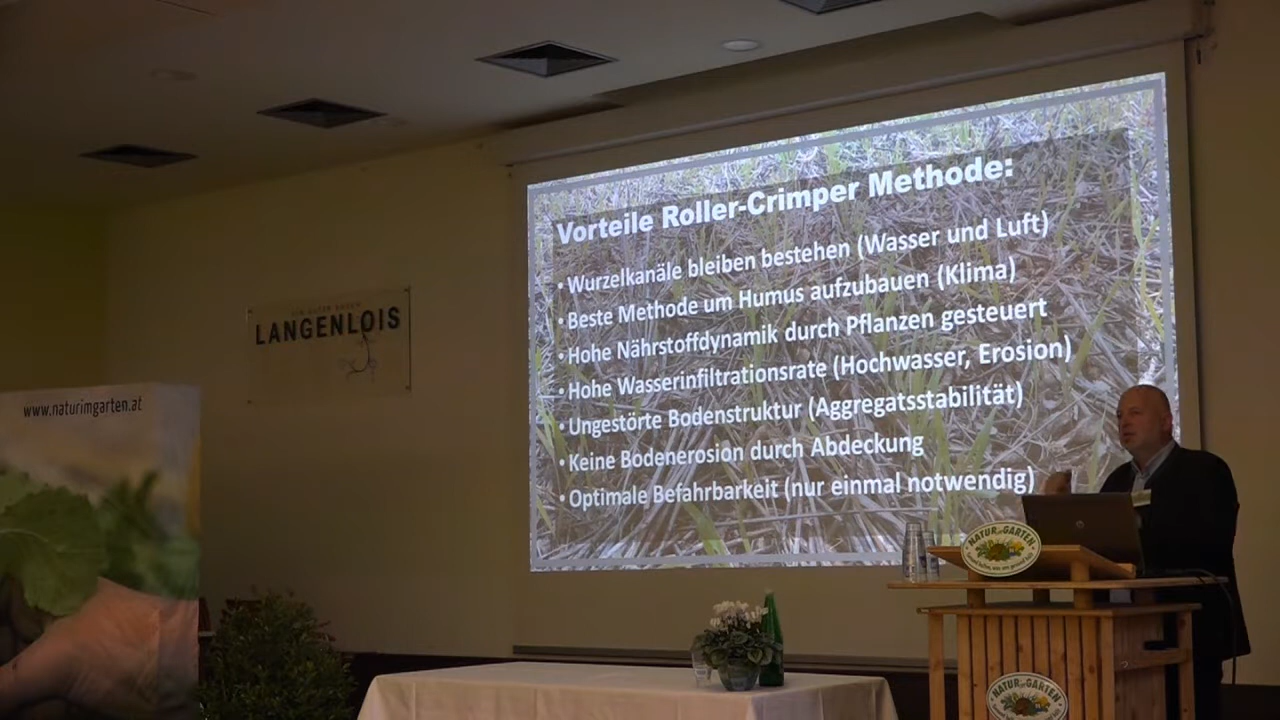 Vorteile Roller-Crimper Methode:
• Wurzelkanäle bleiben bestehen (Wasser und Luft)
• Beste Methode um Humus aufzubauen (Klima)
• Hohe Nährstoffdynamik durch Pflanzen gesteuert
• Hohe Wasserinfiltrationsrate (Hochwasser, Erosion)
• Ungestörte Bodenstruktur (Aggregatsstabilität)
• Keine Bodenerosion durch Abdeckung
• Optimale Befahrbarkeit (nur einmal notwendig)
LANGENLOIS
www.naturimgarten.at
NATUR im GARTEN
NATUR im GARTEN